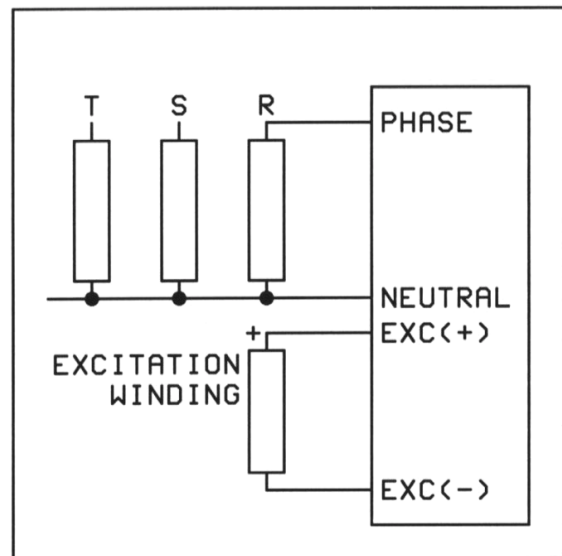 T S R
PHASE
NEUTRAL
+ EXC(+)
EXCITATION
WINDING
EXC(-)